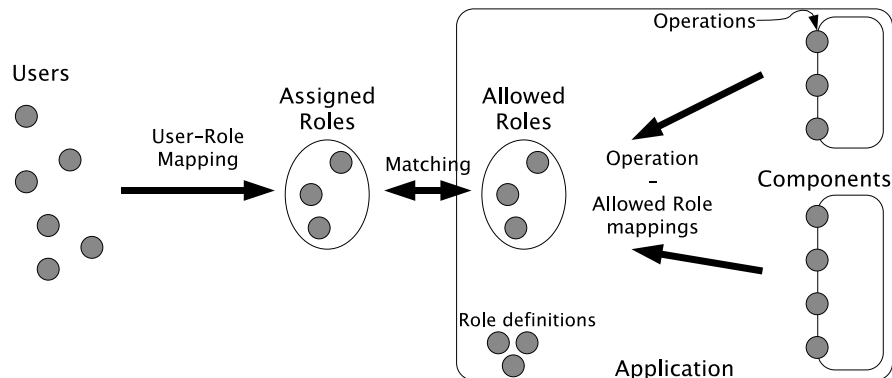 Users
User–Role
Mapping
Assigned
Roles
Matching
Allowed
Roles
Operations
Operation
–
Allowed Role
mappings
Components
Role definitions
Application